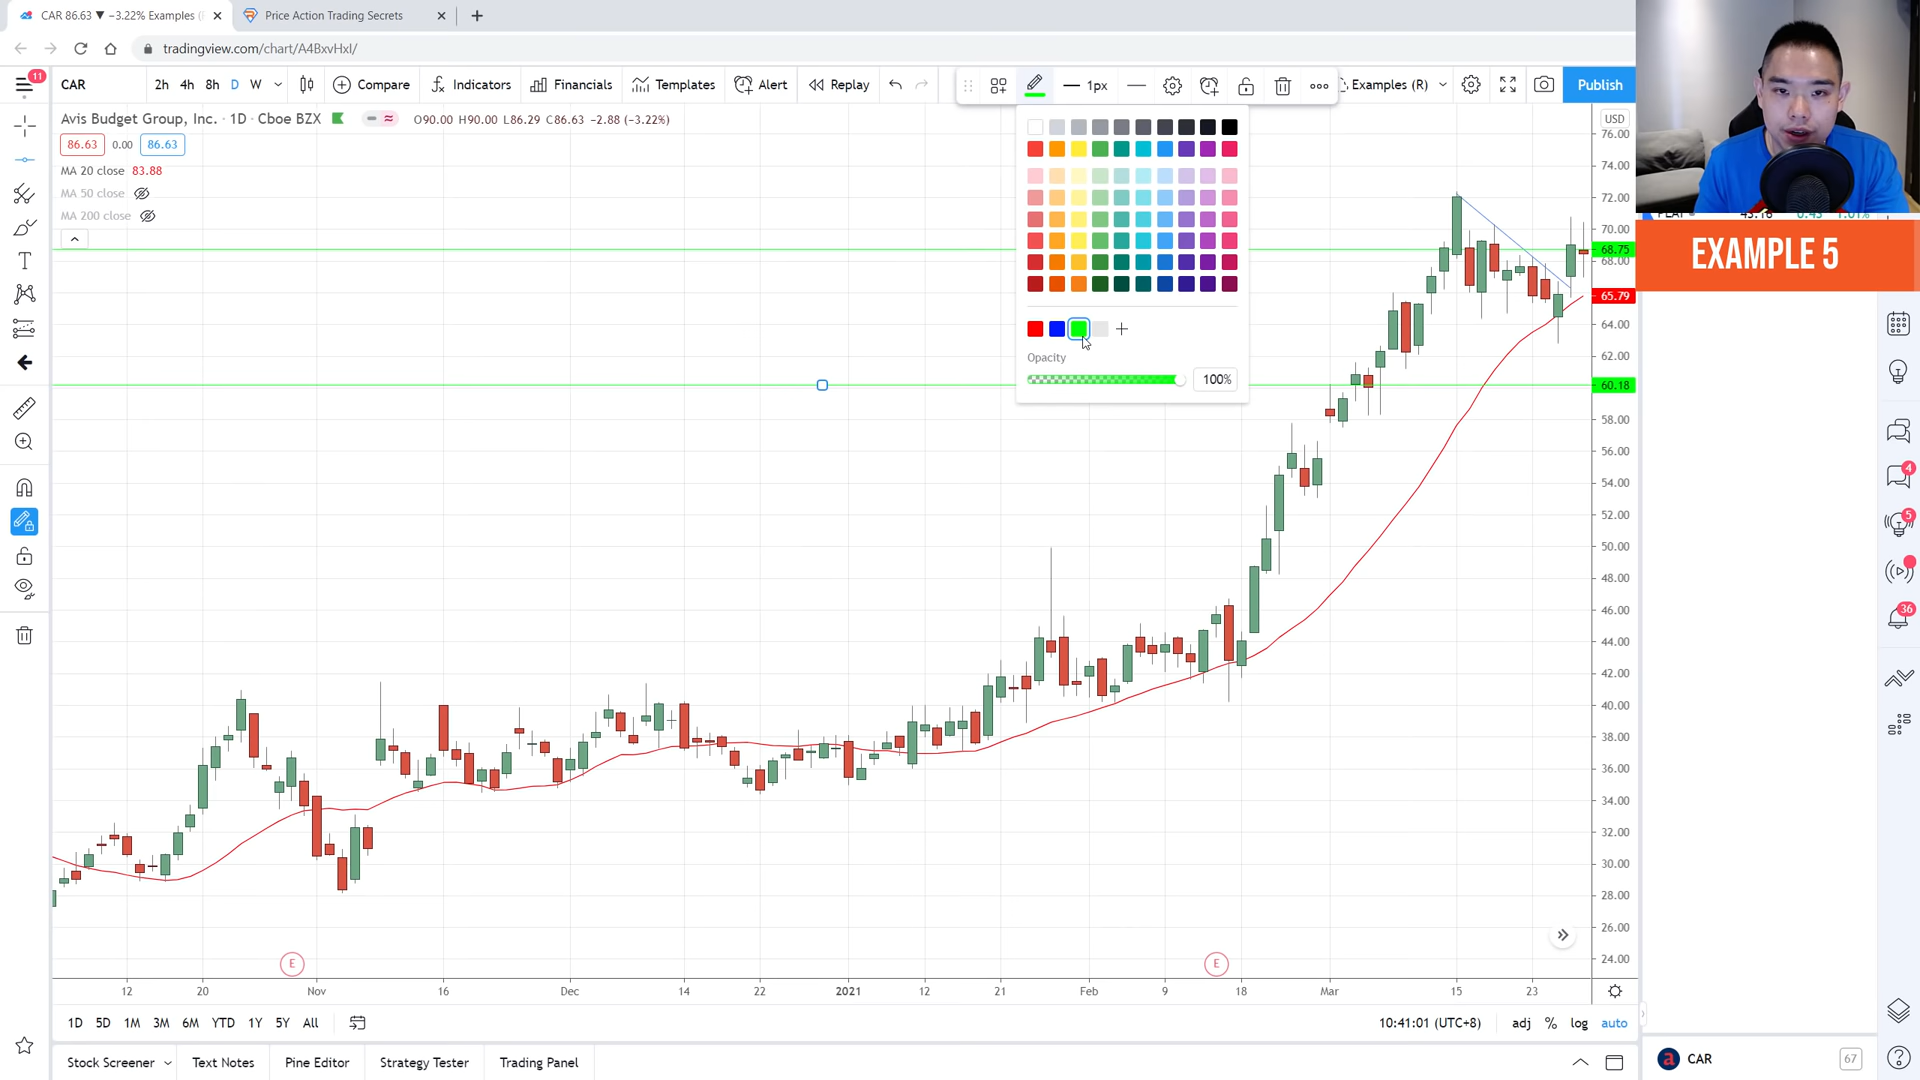 CAR 86.63 ▼ −3.22% Examples (
Price Action Trading Secrets
tradingview.com/chart/A4BxvHxI/
11
CAR
2h 4h 8h D W
Compare
Indicators
Financials
Templates
Alert
Replay
1px
Examples (R)
Publish
Avis Budget Group, Inc. · 1D · Cboe BZX
O90.00 H90.00 L86.29 C86.63 −2.88 (−3.22%)
86.63 0.00 86.63
MA 20 close 83.88
MA 50 close
MA 200 close
Opacity
100%
USD
76.00
74.00
72.00
70.00
68.75
68.00
65.79
64.00
62.00
60.18
58.00
56.00
54.00
52.00
50.00
48.00
46.00
44.00
42.00
40.00
38.00
36.00
34.00
32.00
30.00
28.00
26.00
24.00
EXAMPLE 5
4
5
36
E
E
12 20 Nov 16 Dec 14 22 2021 12 21 Feb 9 18 Mar 15 23
1D 5D 1M 3M 6M YTD 1Y 5Y All
10:41:01 (UTC+8)
adj % log auto
Stock Screener
Text Notes
Pine Editor
Strategy Tester
Trading Panel
CAR
67